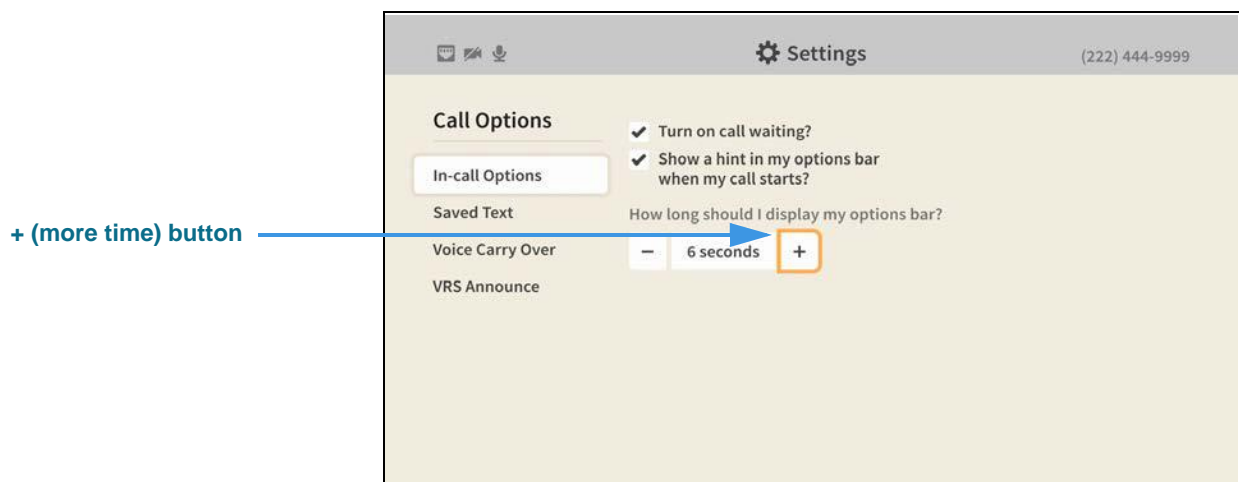 Settings
(222) 444-9999
Call Options
In-call Options
Saved Text
Voice Carry Over
VRS Announce
Turn on call waiting?
Show a hint in my options bar
when my call starts?
How long should I display my options bar?
− 6 seconds +
+ (more time) button